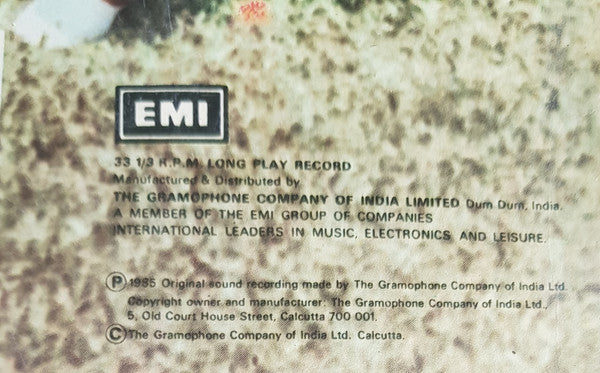 EMI
33 1/3 R.P.M. LONG PLAY RECORD
Manufactured & Distributed by
THE GRAMOPHONE COMPANY OF INDIA LIMITED Dum Dum, India.
A MEMBER OF THE EMI GROUP OF COMPANIES
INTERNATIONAL LEADERS IN MUSIC, ELECTRONICS AND LEISURE.
Ⓟ 1985 Original sound recording made by The Gramophone Company of India Ltd.
Copyright owner and manufacturer: The Gramophone Company of India Ltd.,
5, Old Court House Street, Calcutta 700 001.
© The Gramophone Company of India Ltd. Calcutta.